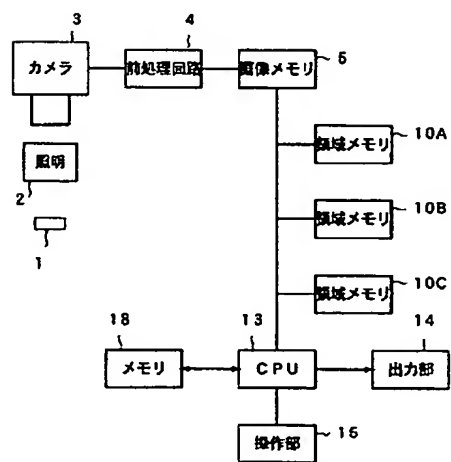 3
カメラ
4
前処理回路
5
画像メモリ
照明
2
1
領域メモリ
10A
領域メモリ
10B
領域メモリ
10C
18
メモリ
13
CPU
14
出力部
操作部
15